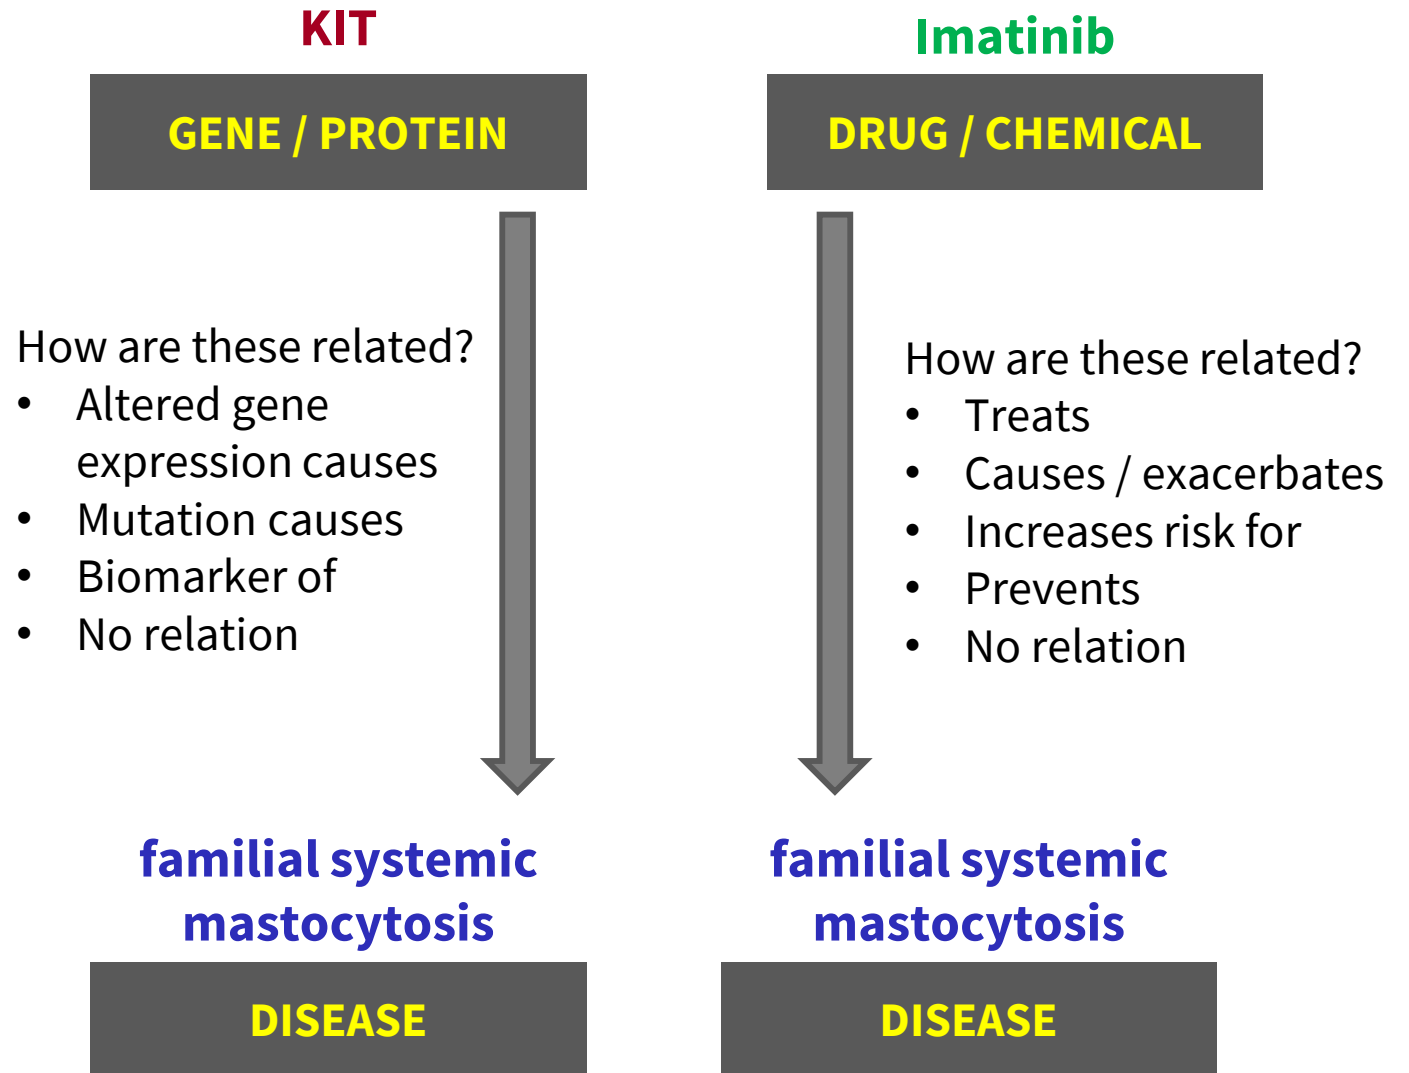 KIT
GENE / PROTEIN
How are these related?
• Altered gene
expression causes
• Mutation causes
• Biomarker of
• No relation
familial systemic
mastocytosis
DISEASE
Imatinib
DRUG / CHEMICAL
How are these related?
• Treats
• Causes / exacerbates
• Increases risk for
• Prevents
• No relation
familial systemic
mastocytosis
DISEASE